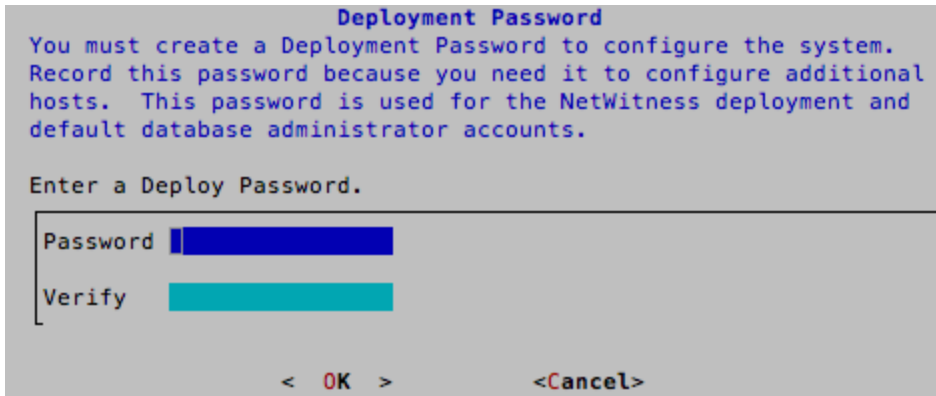 Deployment Password
You must create a Deployment Password to configure the system.
Record this password because you need it to configure additional
hosts.  This password is used for the NetWitness deployment and
default database administrator accounts.
Enter a Deploy Password.
Password
Verify
<  OK  > <Cancel>